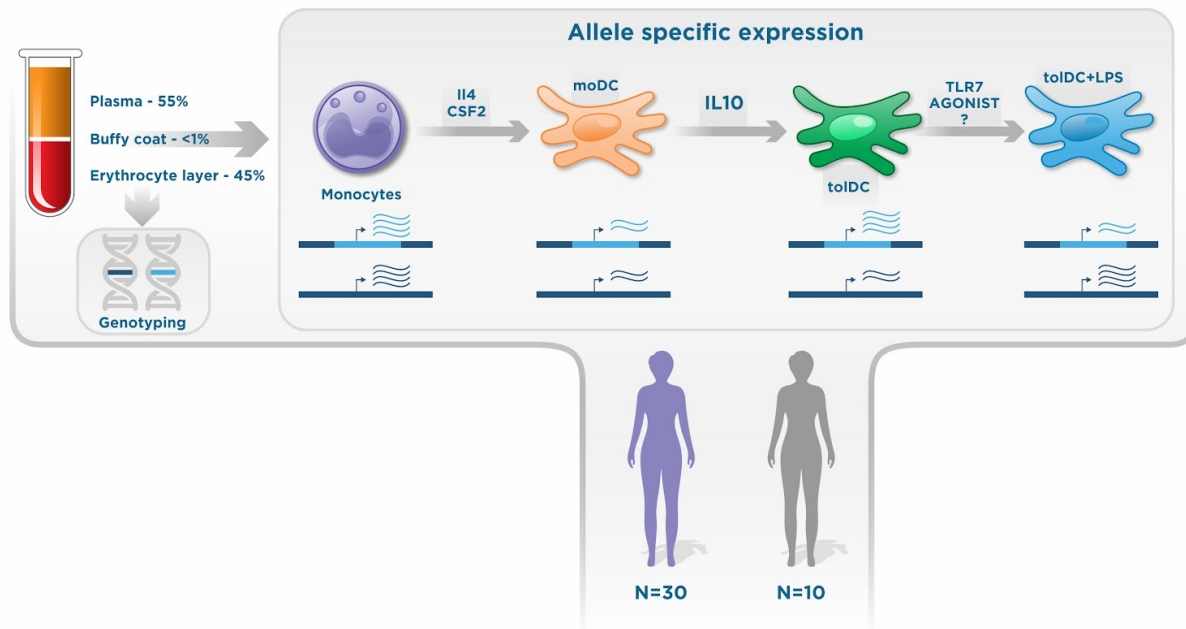 Allele specific expression
Plasma - 55%
Buffy coat - <1%
Erythrocyte layer - 45%
Genotyping
Monocytes
Il4
CSF2
moDC
IL10
tolDC
TLR7
AGONIST
?
tolDC+LPS
N=30
N=10